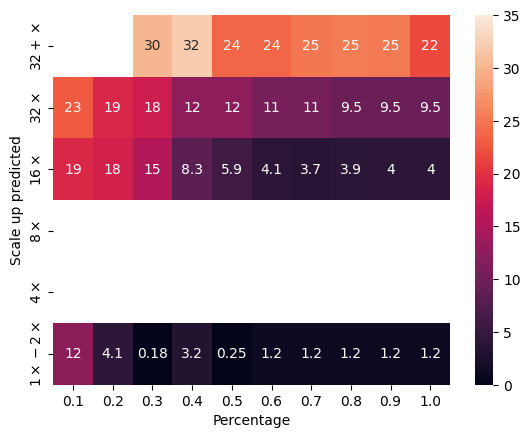 32 + ×
30 32 24 24 25 25 25 22
32 ×
23 19 18 12 12 11 11 9.5 9.5 9.5
16 ×
19 18 15 8.3 5.9 4.1 3.7 3.9 4 4
8 ×
4 ×
1 × − 2 ×
12 4.1 0.18 3.2 0.25 1.2 1.2 1.2 1.2 1.2
0.1 0.2 0.3 0.4 0.5 0.6 0.7 0.8 0.9 1.0
Percentage
Scale up predicted
35
30
25
20
15
10
5
0